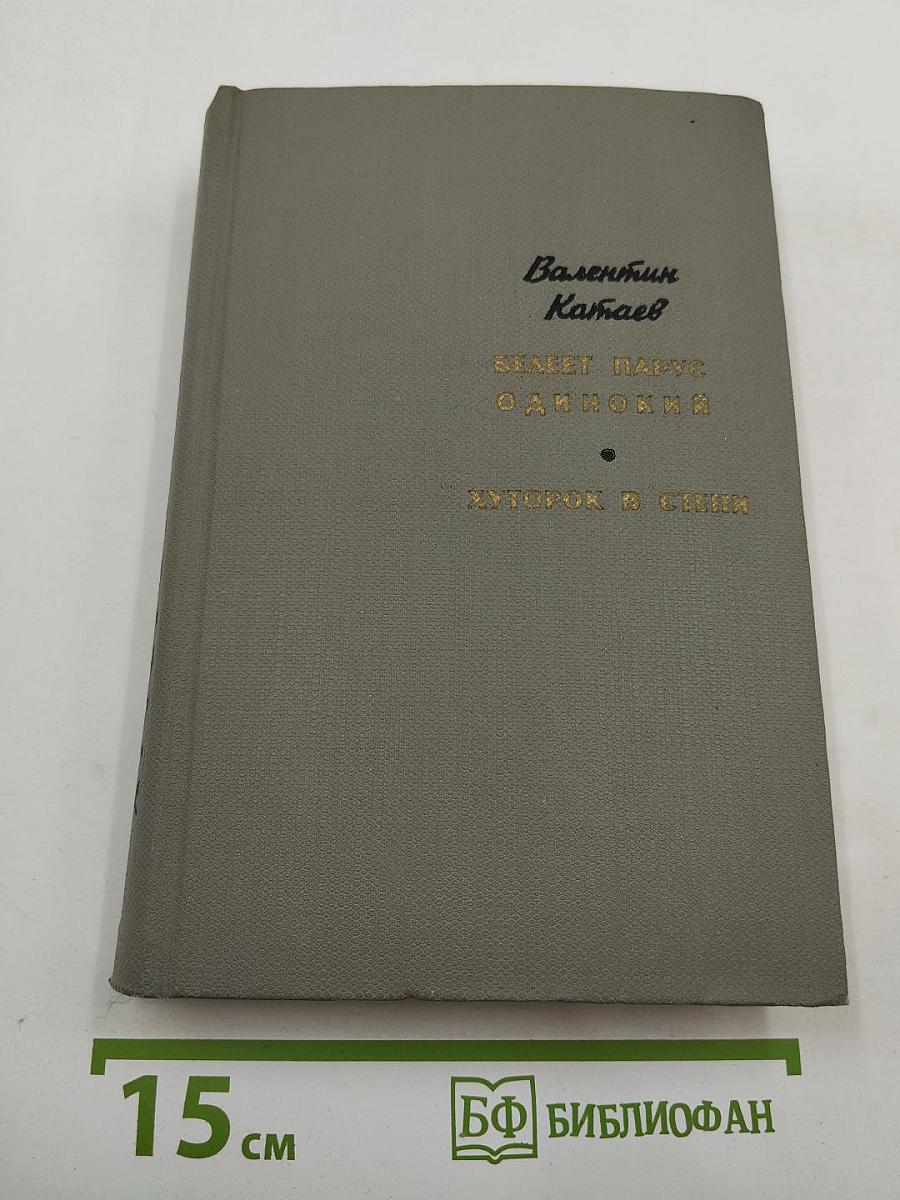 Валентин
Катаев
БЕЛЕЕТ ПАРУС
ОДИНОКИЙ
ХУТОРОК В СТЕПИ
15 см
БФ БИБЛИОФАН